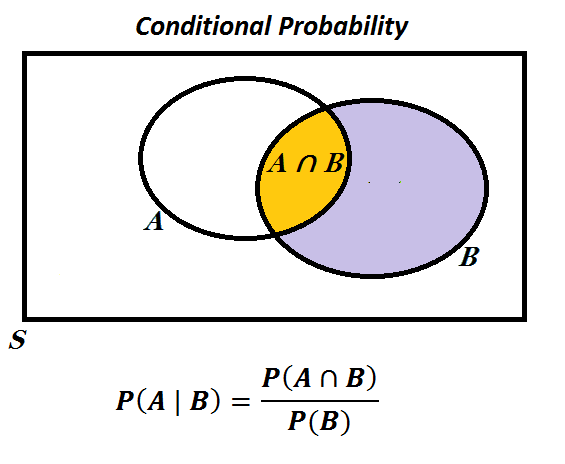 Conditional Probability
A ∩ B
A
B
S
P(A | B) = P(A ∩ B) / P(B)